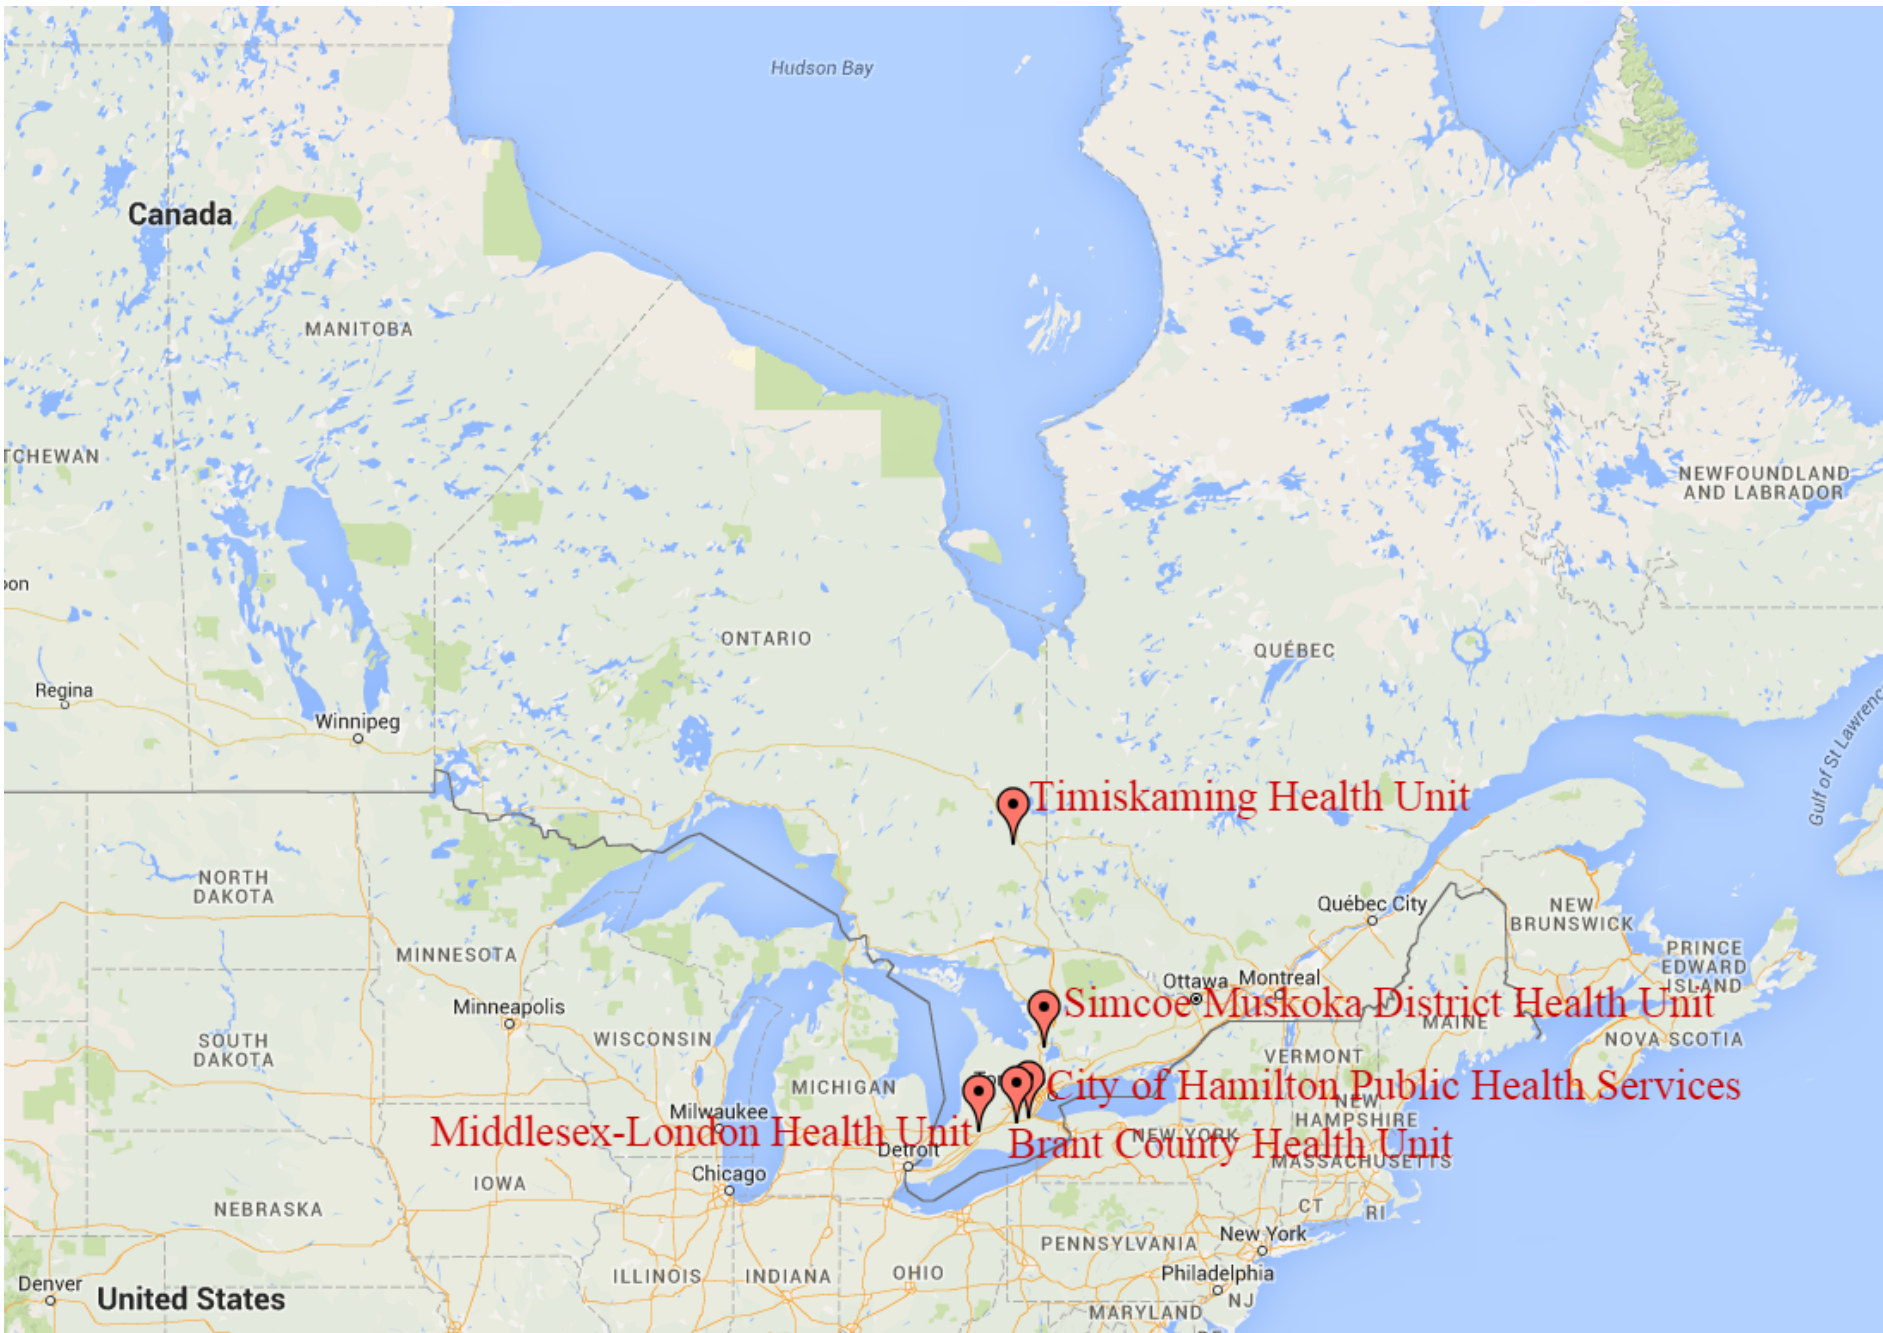 Hudson Bay
Canada
MANITOBA
TCHEWAN
NEWFOUNDLAND
AND LABRADOR
oon
ONTARIO
QUÉBEC
Regina
Winnipeg
Gulf of St Lawrenc
Timiskaming Health Unit
NORTH
DAKOTA
Québec City
NEW
BRUNSWICK
MINNESOTA
PRINCE
EDWARD
ISLAND
Ottawa
Montreal
Minneapolis
Simcoe Muskoka District Health Unit
MAINE
SOUTH
DAKOTA
WISCONSIN
NOVA SCOTIA
VERMONT
MICHIGAN
City of Hamilton Public Health Services
NEW
HAMPSHIRE
Milwaukee
Middlesex-London Health Unit
NEW YORK
Brant County Health Unit
Detroit
MASSACHUSETTS
Chicago
IOWA
NEBRASKA
CT
RI
New York
PENNSYLVANIA
ILLINOIS
INDIANA
OHIO
Philadelphia
Denver
United States
NJ
MARYLAND